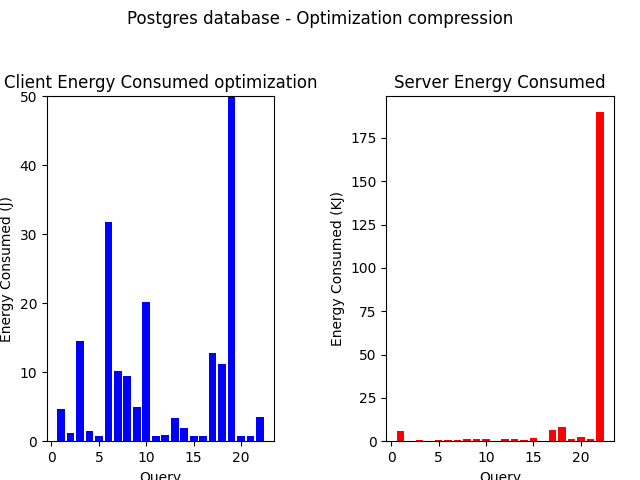 Postgres database - Optimization compression
Client Energy Consumed optimization
Server Energy Consumed
Energy Consumed (J)
50
40
30
20
10
0
0 5 10 15 20
Query
Energy Consumed (KJ)
175
150
125
100
75
50
25
0
0 5 10 15 20
Query